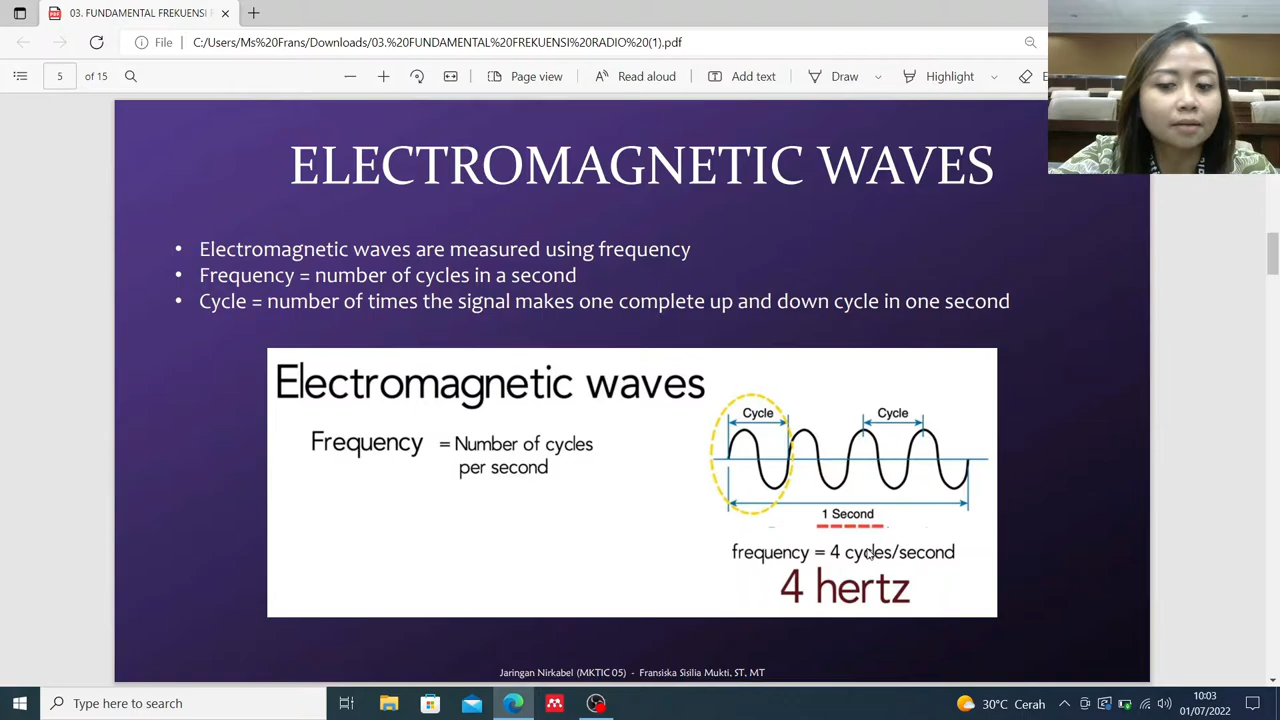 03. FUNDAMENTAL FREKUENSI
File
C:/Users/Ms%20Frans/Downloads/03.%20FUNDAMENTAL%20FREKUENSI%20RADIO%20(1).pdf
5 of 15
Page view
Read aloud
Add text
Draw
Highlight
ELECTROMAGNETIC WAVES
• Electromagnetic waves are measured using frequency
• Frequency = number of cycles in a second
• Cycle = number of times the signal makes one complete up and down cycle in one second
Electromagnetic waves
Frequency = Number of cycles
per second
Cycle
Cycle
1 Second
frequency = 4 cycles/second
4 hertz
Jaringan Nirkabel (MKTIC 05) - Fransiska Sisilia Mukti, ST, MT
Type here to search
30°C Cerah
10:03
01/07/2022